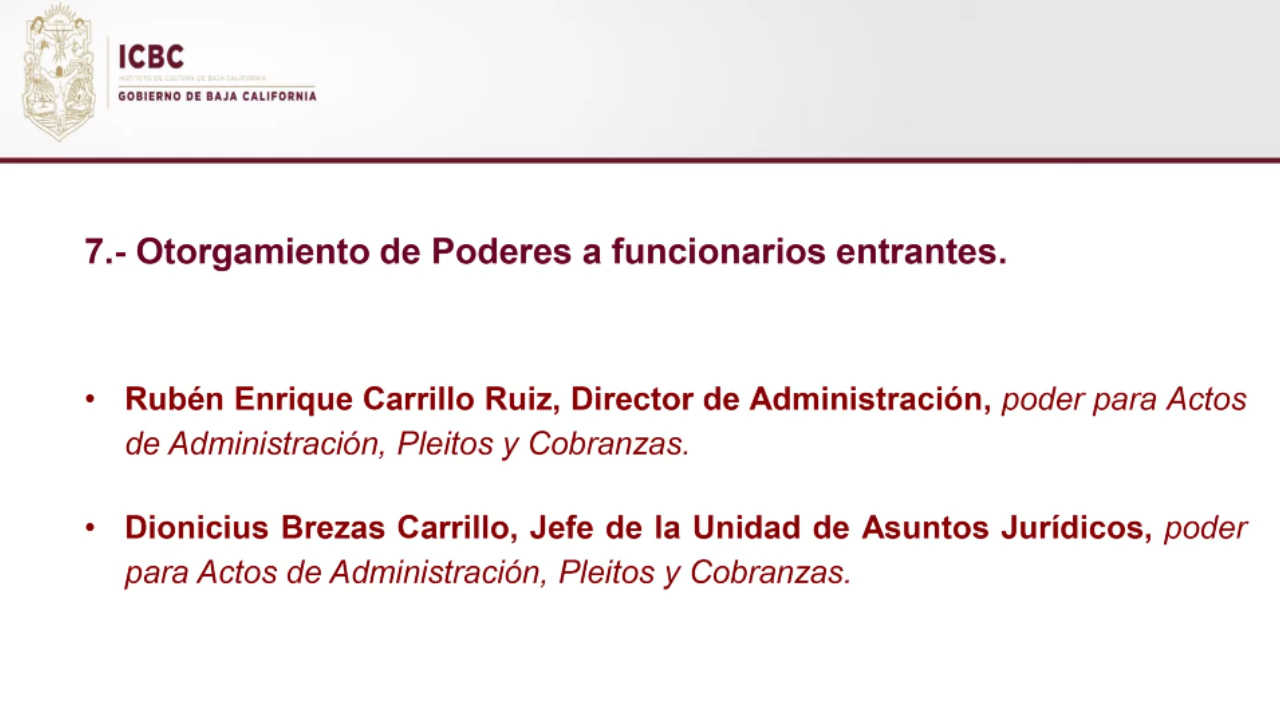 ICBC
INSTITUTO DE CULTURA DE BAJA CALIFORNIA
GOBIERNO DE BAJA CALIFORNIA
7.- Otorgamiento de Poderes a funcionarios entrantes.
• Rubén Enrique Carrillo Ruiz, Director de Administración, poder para Actos
de Administración, Pleitos y Cobranzas.
• Dionicius Brezas Carrillo, Jefe de la Unidad de Asuntos Jurídicos, poder
para Actos de Administración, Pleitos y Cobranzas.